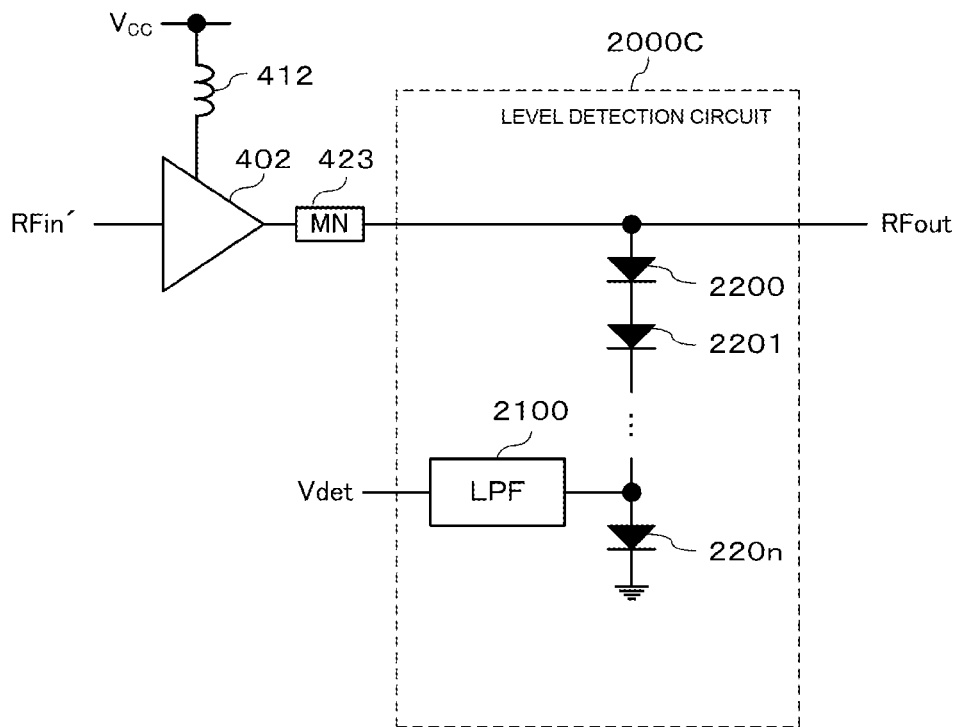 2000C
V_CC
412
LEVEL DETECTION CIRCUIT
402
423
RFin´
MN
RFout
2200
2201
2100
⋮
Vdet
LPF
220n